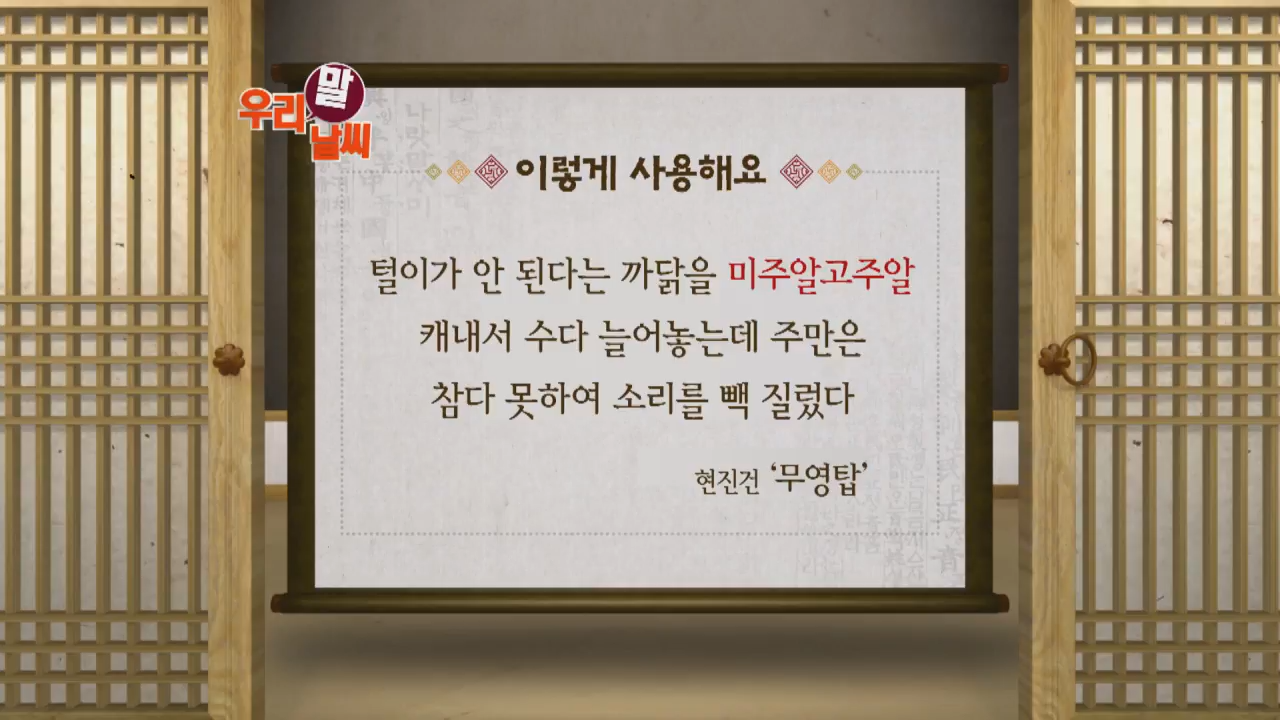 우리말
날씨
이렇게 사용해요
털이가 안 된다는 까닭을 미주알고주알
캐내서 수다 늘어놓는데 주만은
참다 못하여 소리를 빽 질렀다
현진건 ‘무영탑’